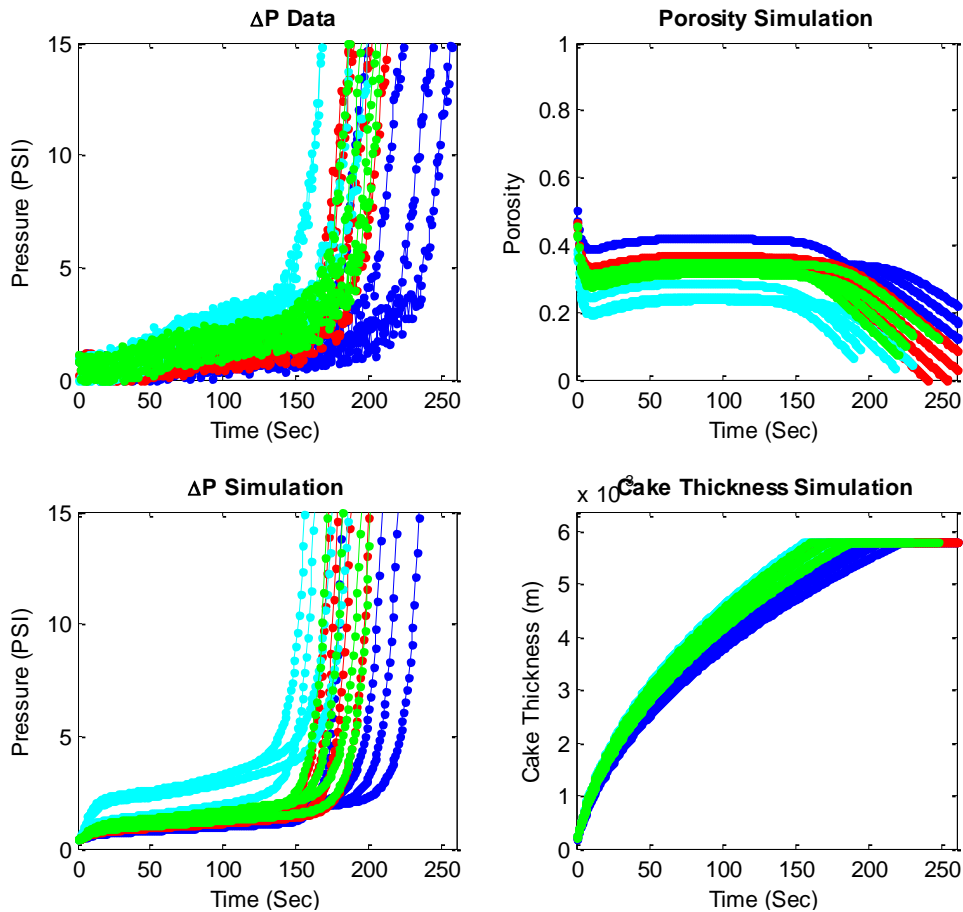 ΔP Data
15
10
5
0
Pressure (PSI)
0 50 100 150 200 250
Time (Sec)
Porosity Simulation
1
0.8
0.6
0.4
0.2
0
Porosity
0 50 100 150 200 250
Time (Sec)
ΔP Simulation
15
10
5
0
Pressure (PSI)
0 50 100 150 200 250
Time (Sec)
x 10-3
Cake Thickness Simulation
6
5
4
3
2
1
0
Cake Thickness (m)
0 50 100 150 200 250
Time (Sec)